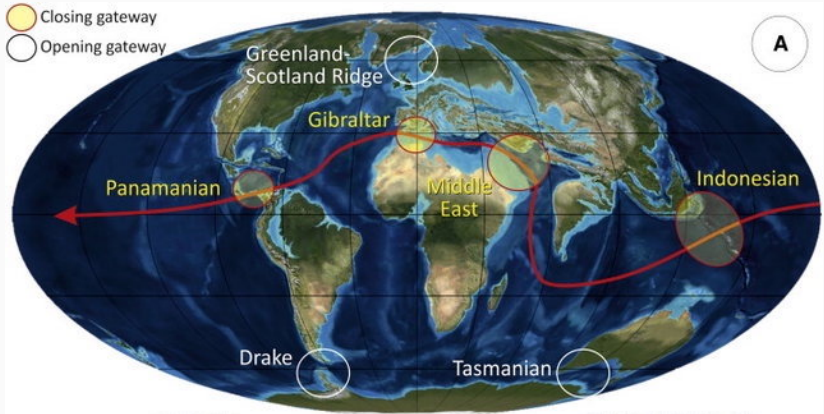 Closing gateway
Opening gateway
A
Greenland-
Scotland Ridge
Gibraltar
Panamanian
Middle
East
Indonesian
Drake
Tasmanian